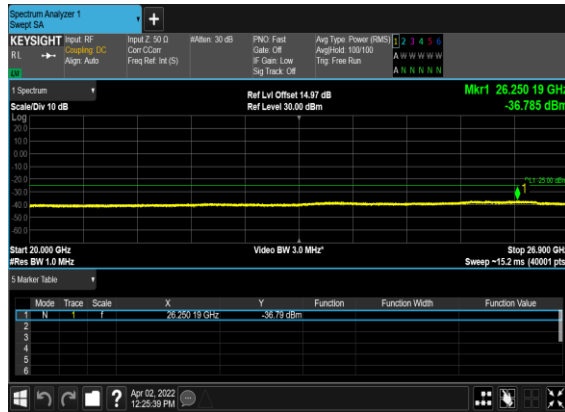 Spectrum Analyzer 1
Swept SA
+
KEYSIGHT Input: RF Input Z: 50 Ω #Atten: 30 dB PNO: Fast Avg Type: Power (RMS) 1 2 3 4 5 6
RL Coupling: DC Corr CCorr Gate: Off Avg|Hold: 100/100 A W W W W W
Align: Auto Freq Ref: Int (S) IF Gain: Low Trig: Free Run
Sig Track: Off A N N N N N
1 Spectrum Ref Lvl Offset 14.97 dB Mkr1 26.250 19 GHz
Scale/Div 10 dB Ref Level 30.00 dBm -36.785 dBm
Log
20.0
10.0
0.00
-10.0
-20.0
DL1 -25.00 dBm
-30.0
1
-40.0
-50.0
-60.0
Start 20.000 GHz Video BW 3.0 MHz* Stop 26.900 GHz
#Res BW 1.0 MHz Sweep ~15.2 ms (40001 pts)
5 Marker Table
Mode Trace Scale X Y Function Function Width Function Value
1 N 1 f 26.250 19 GHz -36.79 dBm
2
3
4
5
6
? Apr 02, 2022
12:25:39 PM